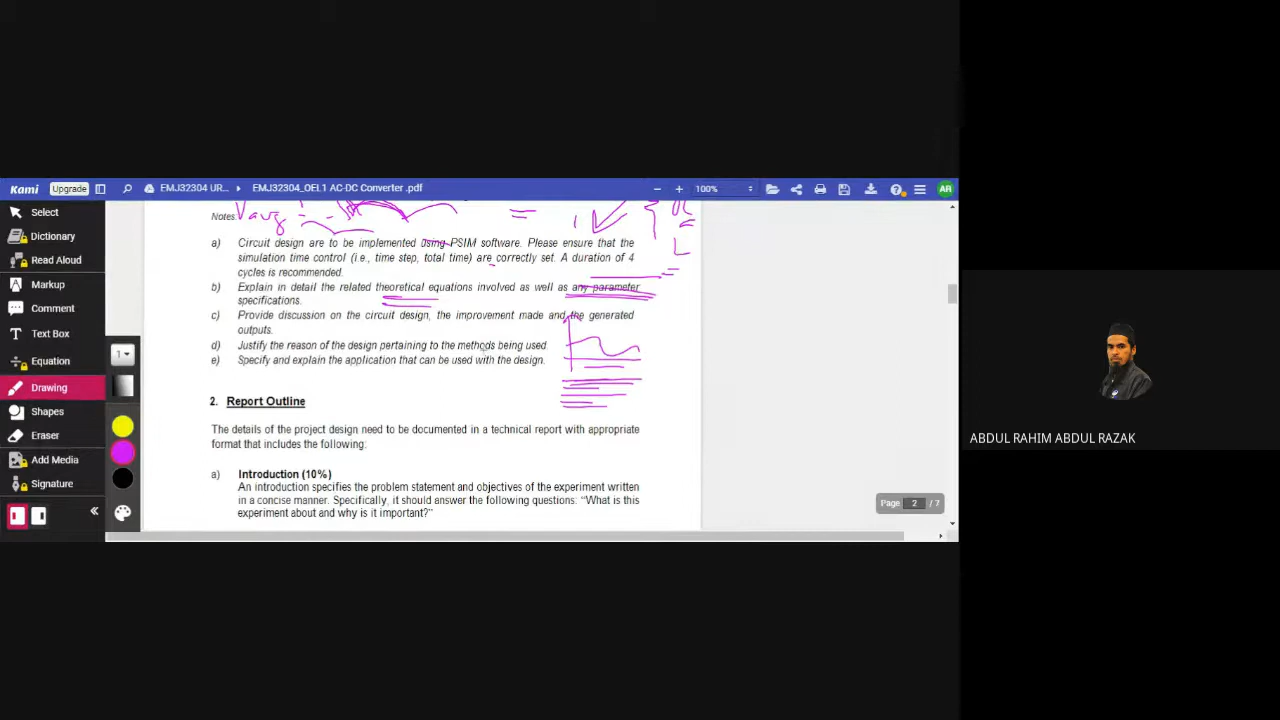 Kami Upgrade EMJ32304 UR... EMJ32304_OEL1 AC-DC Converter .pdf 100% AR
Select
Dictionary
Read Aloud
Markup
Comment
Text Box
1
Equation
Drawing
Shapes
Eraser
Add Media
Signature
Vavg =
L
=
Notes:
a) Circuit design are to be implemented using PSIM software. Please ensure that the
simulation time control (i.e., time step, total time) are correctly set. A duration of 4
cycles is recommended.
b) Explain in detail the related theoretical equations involved as well as any parameter
specifications.
c) Provide discussion on the circuit design, the improvement made and the generated
outputs.
d) Justify the reason of the design pertaining to the methods being used.
e) Specify and explain the application that can be used with the design.
2. Report Outline
The details of the project design need to be documented in a technical report with appropriate
format that includes the following:
a) Introduction (10%)
An introduction specifies the problem statement and objectives of the experiment written
in a concise manner. Specifically, it should answer the following questions: “What is this
experiment about and why is it important?”
Page 2 / 7
ABDUL RAHIM ABDUL RAZAK